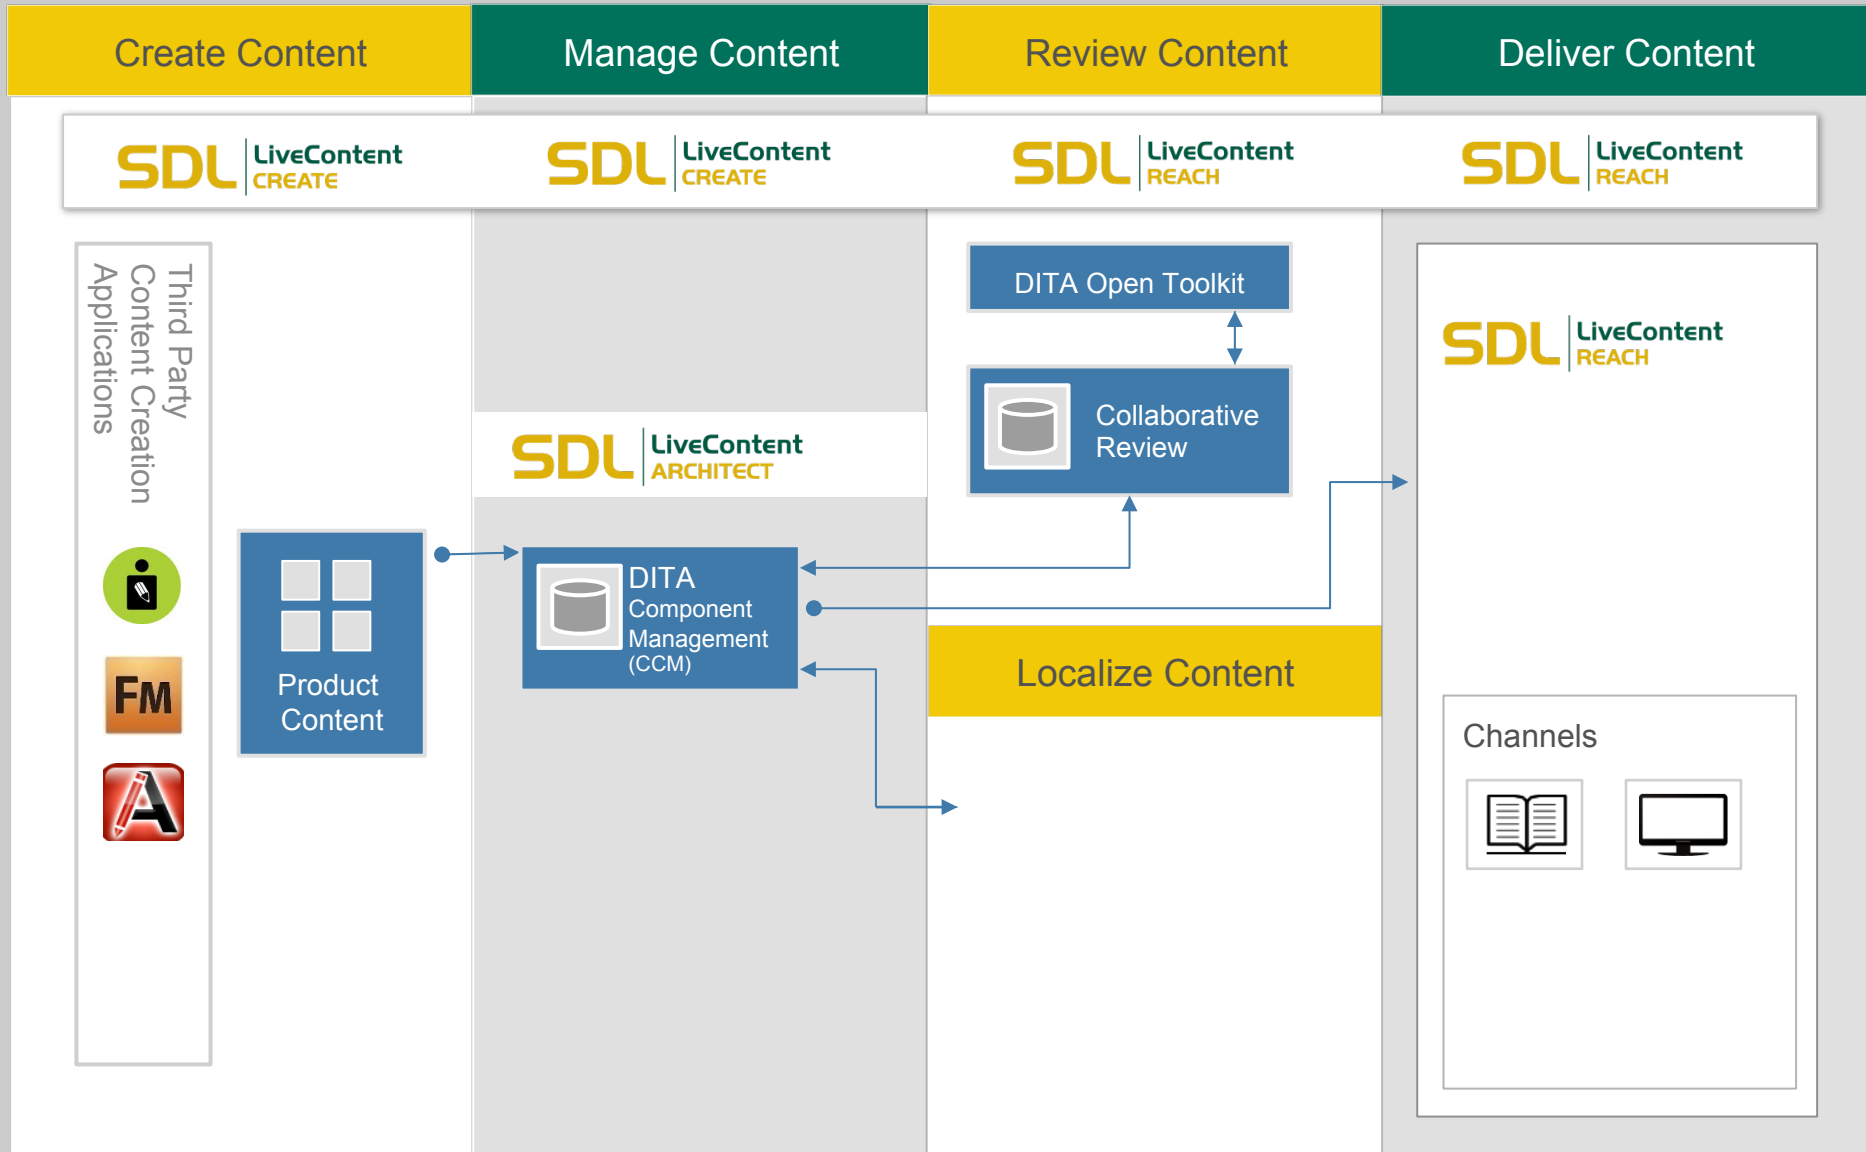 Create Content
Manage Content
Review Content
Deliver Content
SDL LiveContent
CREATE
SDL LiveContent
CREATE
SDL LiveContent
REACH
SDL LiveContent
REACH
Third Party
Content Creation
Applications
FM
A
Product
Content
SDL LiveContent
ARCHITECT
DITA
Component
Management
(CCM)
DITA Open Toolkit
Collaborative
Review
Localize Content
SDL LiveContent
REACH
Channels